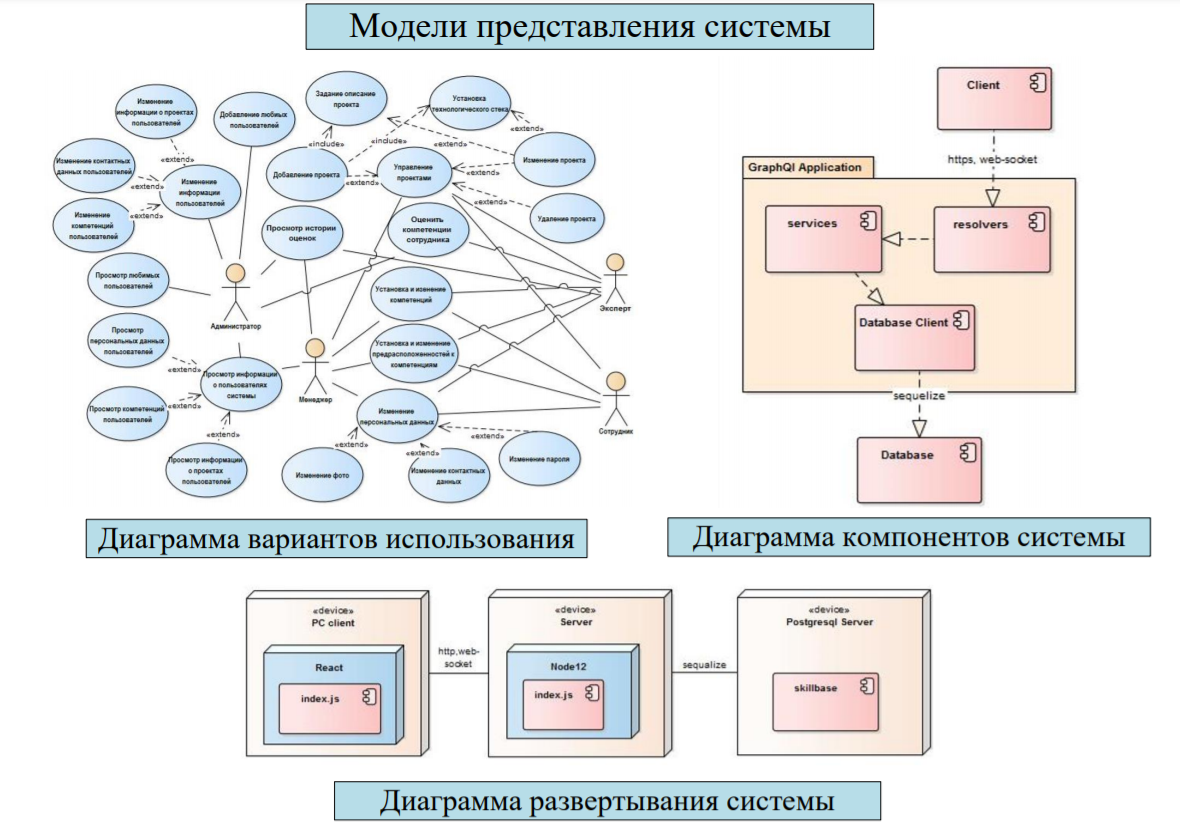 Модели представления системы
Изменение
информации о проектах
пользователей
Добавление любиых
пользователей
Задание описание
проекта
Установка
технологического стека
«extend»
«include»
«include»
«extend»
«extend»
Изменение контактных
данных пользователей
«extend»
Изменение
информации
пользователей
Добавление проекта
«extend»
Управление
проектами
Изменение проекта
«extend»
«extend»
Изменение
компетенций
пользователей
«extend»
Просмотр истории
оценок
Оценить
компетенции
сотрудника
Удаление проекта
Просмотр любимых
пользователей
Администратор
Установка и изенение
компетенций
Эксперт
Просмотр
персональных данных
пользователей
«extend»
Просмотр информации
о пользователях
системы
Менеджер
Установка и изменение
предрасположенностей к
компетенциям
Просмотр компетенций
пользователей
«extend»
«extend»
Изменение
персональных данных
Сотрудник
Просмотр информации
о проектах
пользователей
«extend»
«extend»
«extend»
Изменение фото
Изменение контактных
данных
Изменение пароля
Диаграмма вариантов использования
Client
https, web-socket
GraphQl Application
services
resolvers
Database Client
sequelize
Database
Диаграмма компонентов системы
«device»
PC client
React
index.js
http,web-
socket
«device»
Server
Node12
index.js
sequalize
«device»
Postgresql Server
skillbase
Диаграмма развертывания системы